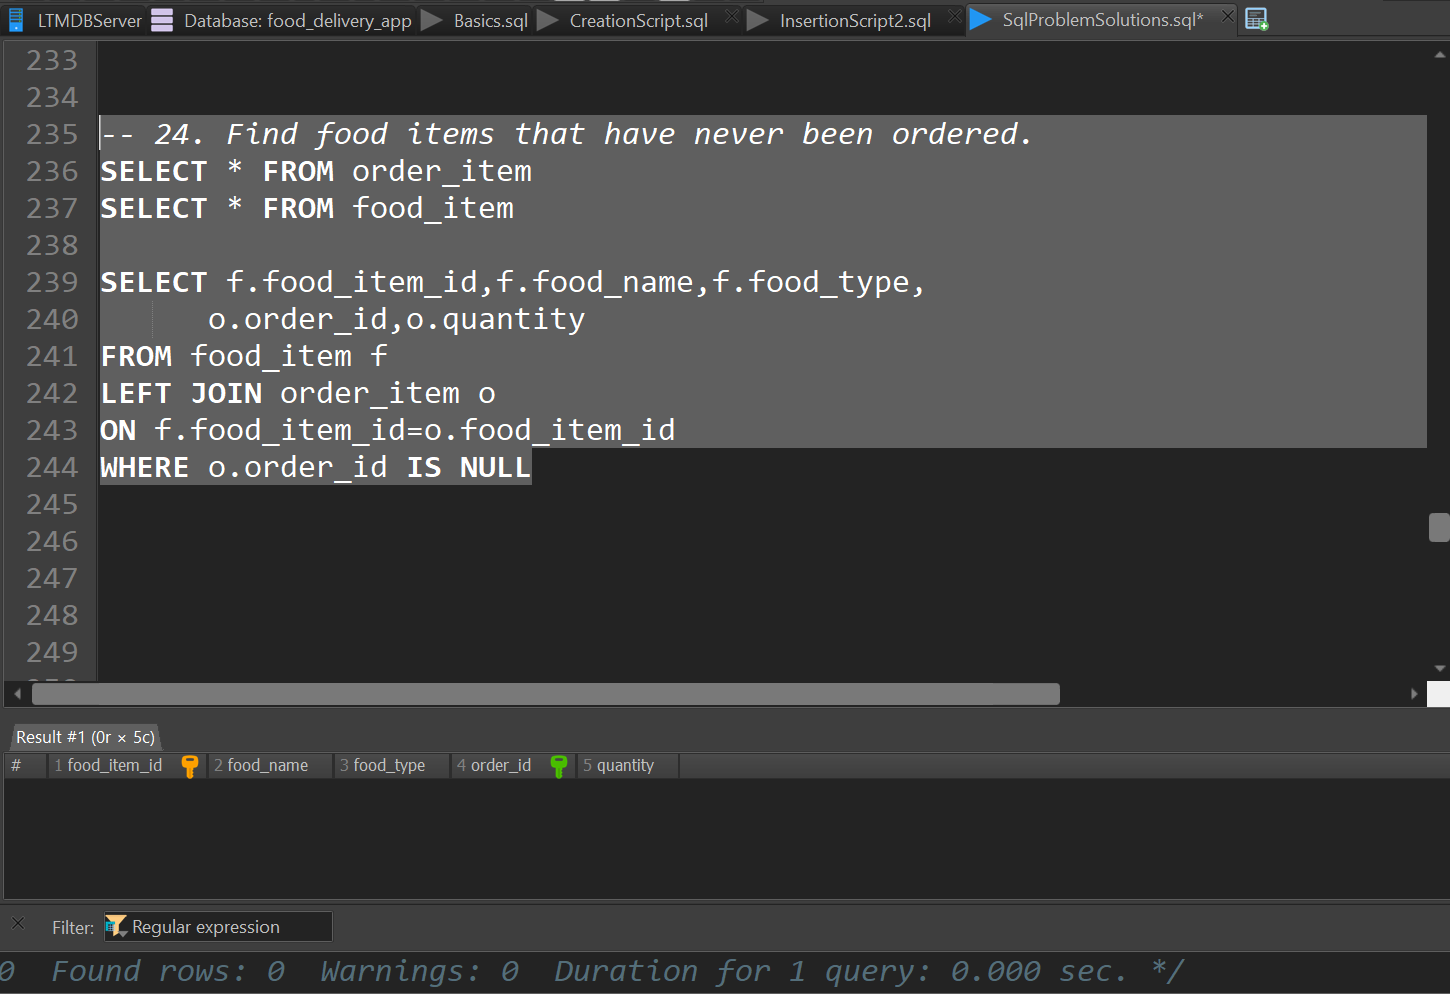 LTMDBServer Database: food_delivery_app Basics.sql CreationScript.sql InsertionScript2.sql SqlProblemSolutions.sql*
233
234
235 -- 24. Find food items that have never been ordered.
236 SELECT * FROM order_item
237 SELECT * FROM food_item
238
239 SELECT f.food_item_id,f.food_name,f.food_type,
240 o.order_id,o.quantity
241 FROM food_item f
242 LEFT JOIN order_item o
243 ON f.food_item_id=o.food_item_id
244 WHERE o.order_id IS NULL
245
246
247
248
249
Result #1 (0r × 5c)
# 1 food_item_id 2 food_name 3 food_type 4 order_id 5 quantity
Filter: Regular expression
0 Found rows: 0 Warnings: 0 Duration for 1 query: 0.000 sec. */